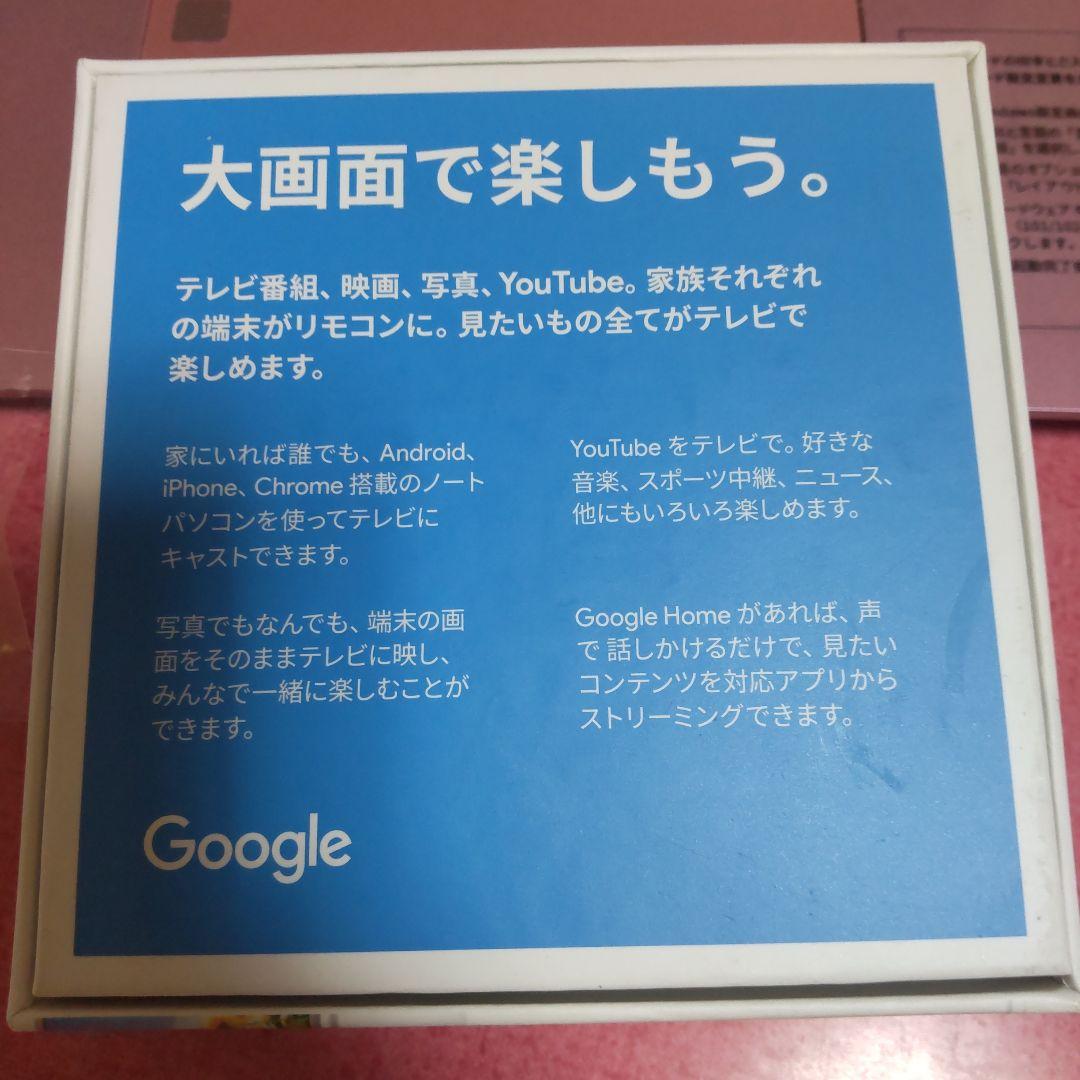 大画面で楽しもう。
テレビ番組、映画、写真、YouTube。家族それぞれ
の端末がリモコンに。見たいもの全てがテレビで
楽しめます。
家にいれば誰でも、Android、
iPhone、Chrome 搭載のノート
パソコンを使ってテレビに
キャストできます。
写真でもなんでも、端末の画
面をそのままテレビに映し、
みんなで一緒に楽しむことが
できます。
YouTube をテレビで。好きな
音楽、スポーツ中継、ニュース、
他にもいろいろ楽しめます。
Google Home があれば、声
で 話しかけるだけで、見たい
コンテンツを対応アプリから
ストリーミングできます。
Google